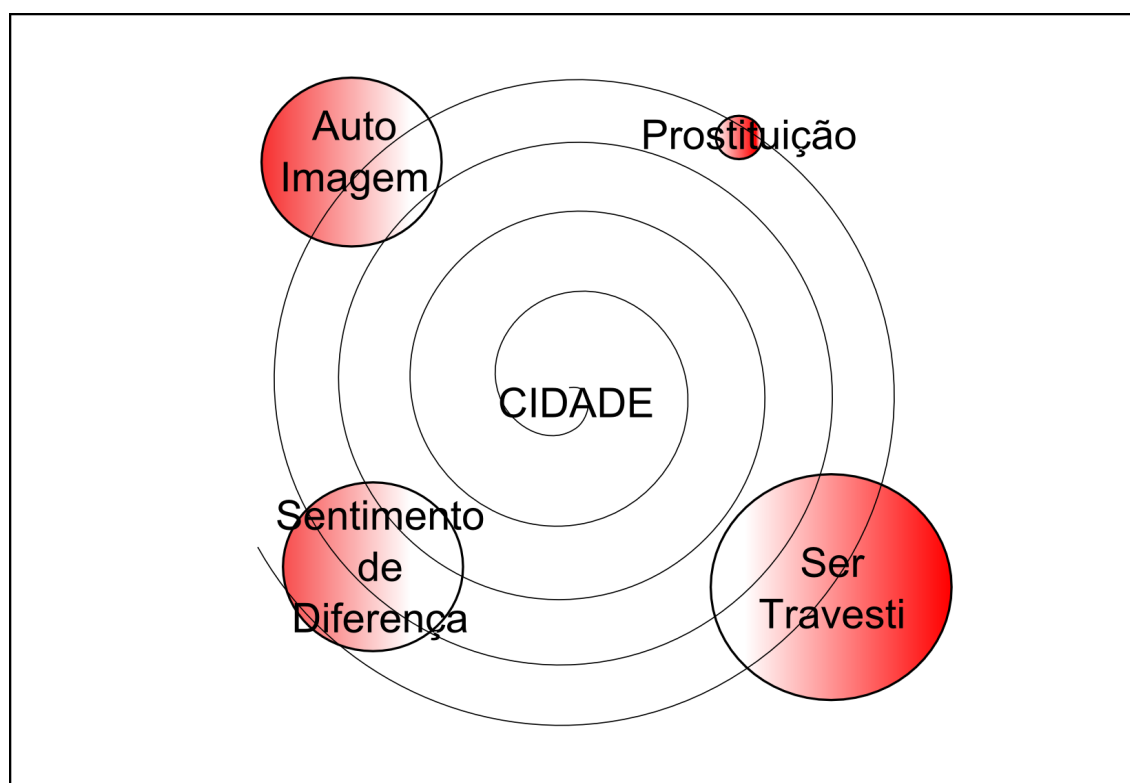 Auto
Imagem
Prostituição
CIDADE
Sentimento
de
Diferença
Ser
Travesti